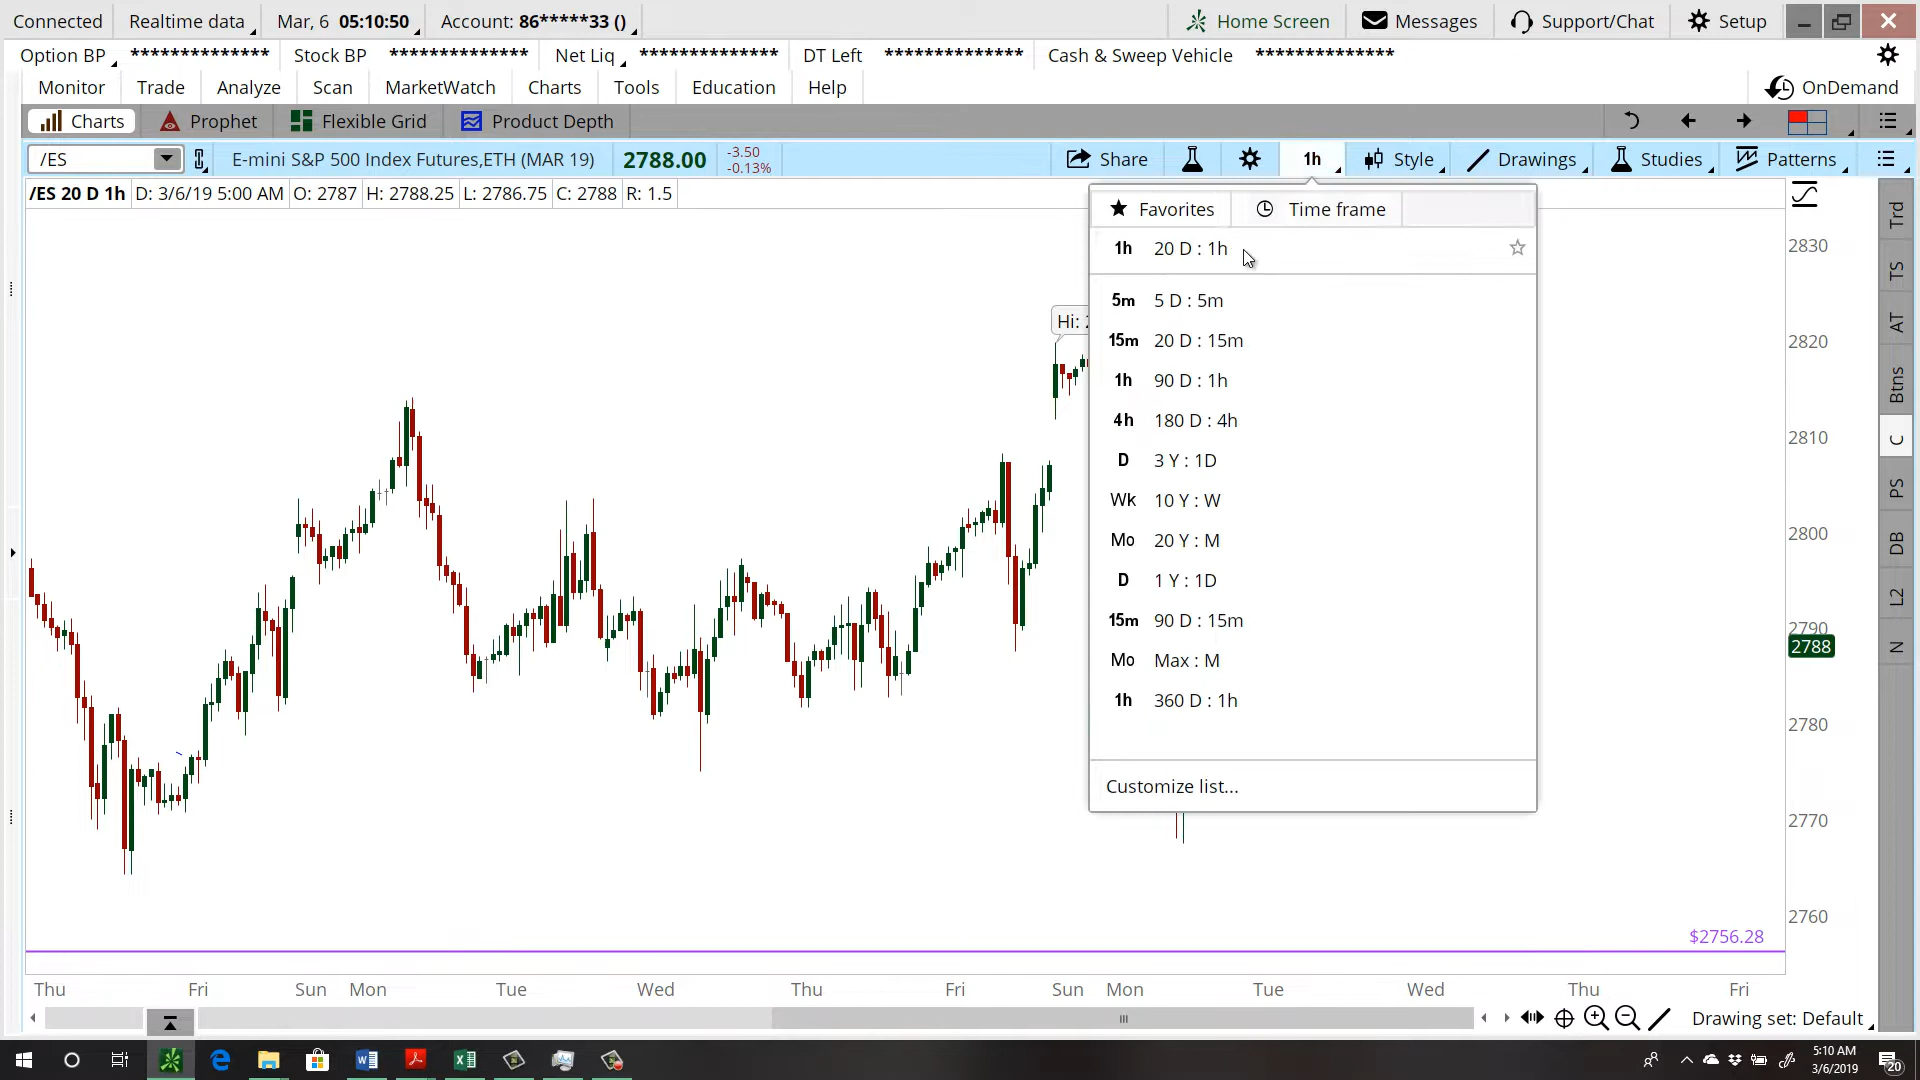 Connected Realtime data Mar, 6 05:10:50 Account: 86*****33 () Home Screen Messages Support/Chat Setup
Option BP ************** Stock BP ************** Net Liq ************** DT Left ************** Cash & Sweep Vehicle **************
Monitor Trade Analyze Scan MarketWatch Charts Tools Education Help OnDemand
Charts Prophet Flexible Grid Product Depth
/ES E-mini S&P 500 Index Futures,ETH (MAR 19) 2788.00 -3.50 Share 1h Style Drawings Studies Patterns
-0.13%
/ES 20 D 1h D: 3/6/19 5:00 AM O: 2787 H: 2788.25 L: 2786.75 C: 2788 R: 1.5
Favorites Time frame
1h 20 D : 1h
5m 5 D : 5m
15m 20 D : 15m
1h 90 D : 1h
4h 180 D : 4h
D 3 Y : 1D
Wk 10 Y : W
Mo 20 Y : M
D 1 Y : 1D
15m 90 D : 15m
Mo Max : M
1h 360 D : 1h
Customize list...
Hi:
2830
2820
2810
2800
2790
2788
2780
2770
2760
$2756.28
Trd
TS
AT
Btns
C
PS
DB
L2
N
Thu Fri Sun Mon Tue Wed Thu Fri Sun Mon Tue Wed Thu Fri
Drawing set: Default
5:10 AM
3/6/2019
20